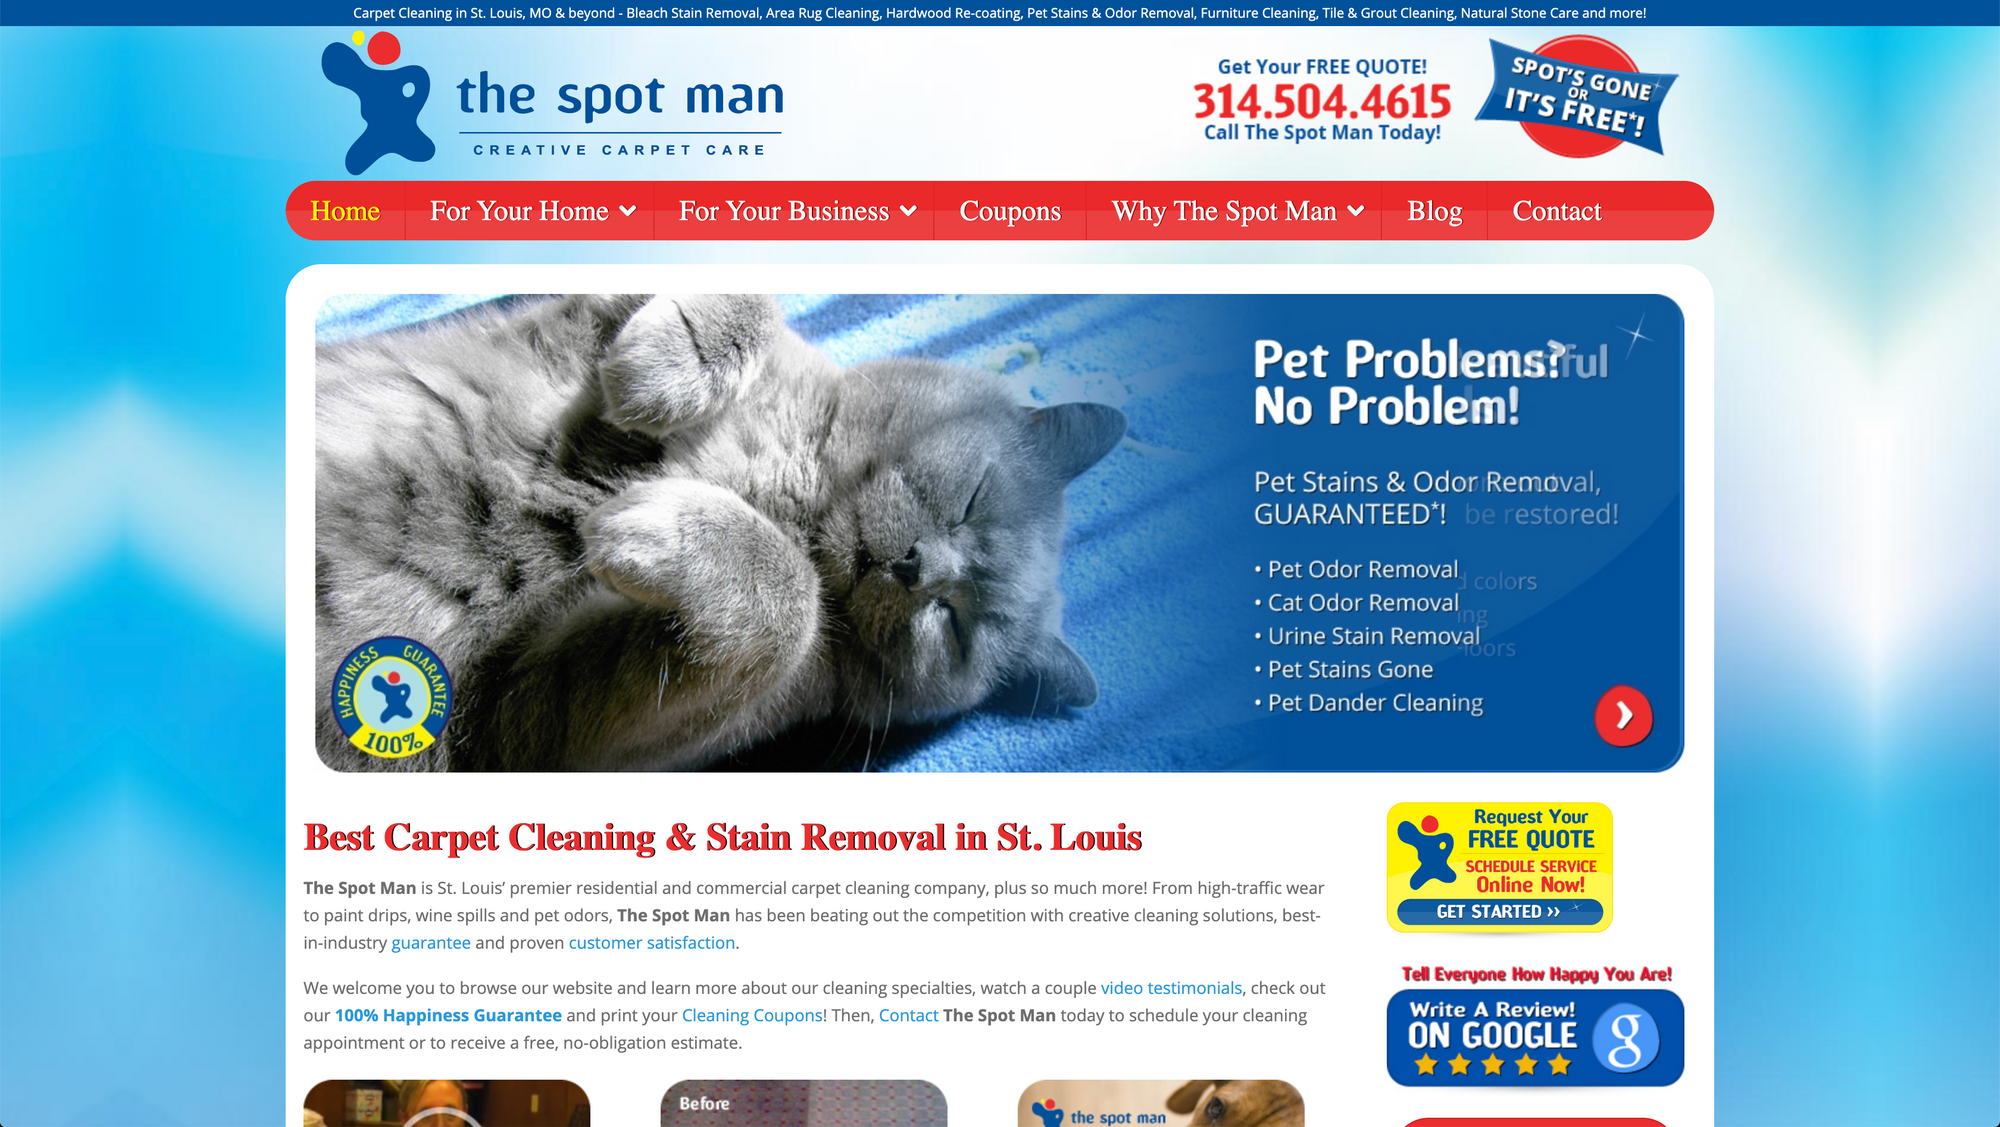 Carpet Cleaning in St. Louis, MO & beyond - Bleach Stain Removal, Area Rug Cleaning, Hardwood Re-coating, Pet Stains & Odor Removal, Furniture Cleaning, Tile & Grout Cleaning, Natural Stone Care and more!
the spot man
CREATIVE CARPET CARE
Get Your FREE QUOTE!
314.504.4615
Call The Spot Man Today!
SPOT'S GONE
OR
IT'S FREE*!
Home
For Your Home
For Your Business
Coupons
Why The Spot Man
Blog
Contact
Pet Problems?
No Problem!
Pet Stains & Odor Removal,
GUARANTEED*!
be restored!
• Pet Odor Removal
colors
• Cat Odor Removal
• Urine Stain Removal
• Pet Stains Gone
• Pet Dander Cleaning
HAPPINESS GUARANTEE
100%
Best Carpet Cleaning & Stain Removal in St. Louis
The Spot Man is St. Louis’ premier residential and commercial carpet cleaning company, plus so much more! From high-traffic wear
to paint drips, wine spills and pet odors, The Spot Man has been beating out the competition with creative cleaning solutions, best-
in-industry guarantee and proven customer satisfaction.
We welcome you to browse our website and learn more about our cleaning specialties, watch a couple video testimonials, check out
our 100% Happiness Guarantee and print your Cleaning Coupons! Then, Contact The Spot Man today to schedule your cleaning
appointment or to receive a free, no-obligation estimate.
Before
the spot man
Request Your
FREE QUOTE
SCHEDULE SERVICE
Online Now!
GET STARTED >>
Tell Everyone How Happy You Are!
Write A Review!
ON GOOGLE
g